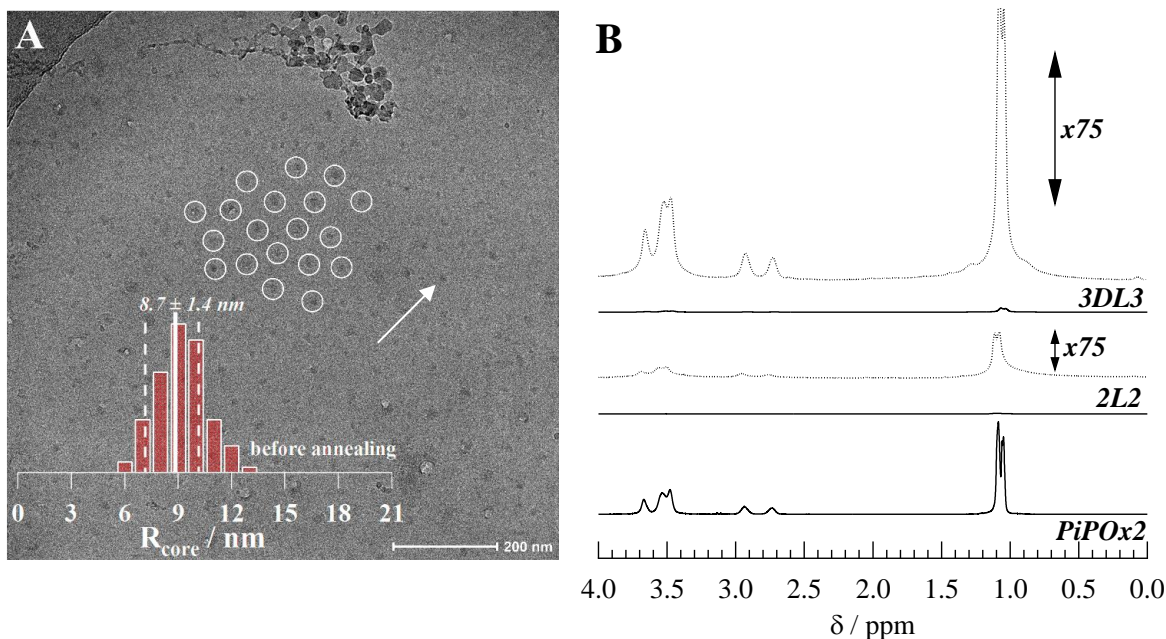 A
8.7 ± 1.4 nm
before annealing
0 3 6 9 12 15 18 21
R_core / nm
200 nm
B
x75
3DL3
x75
2L2
PiPOx2
4.0 3.5 3.0 2.5 2.0 1.5 1.0 0.5 0.0
δ / ppm